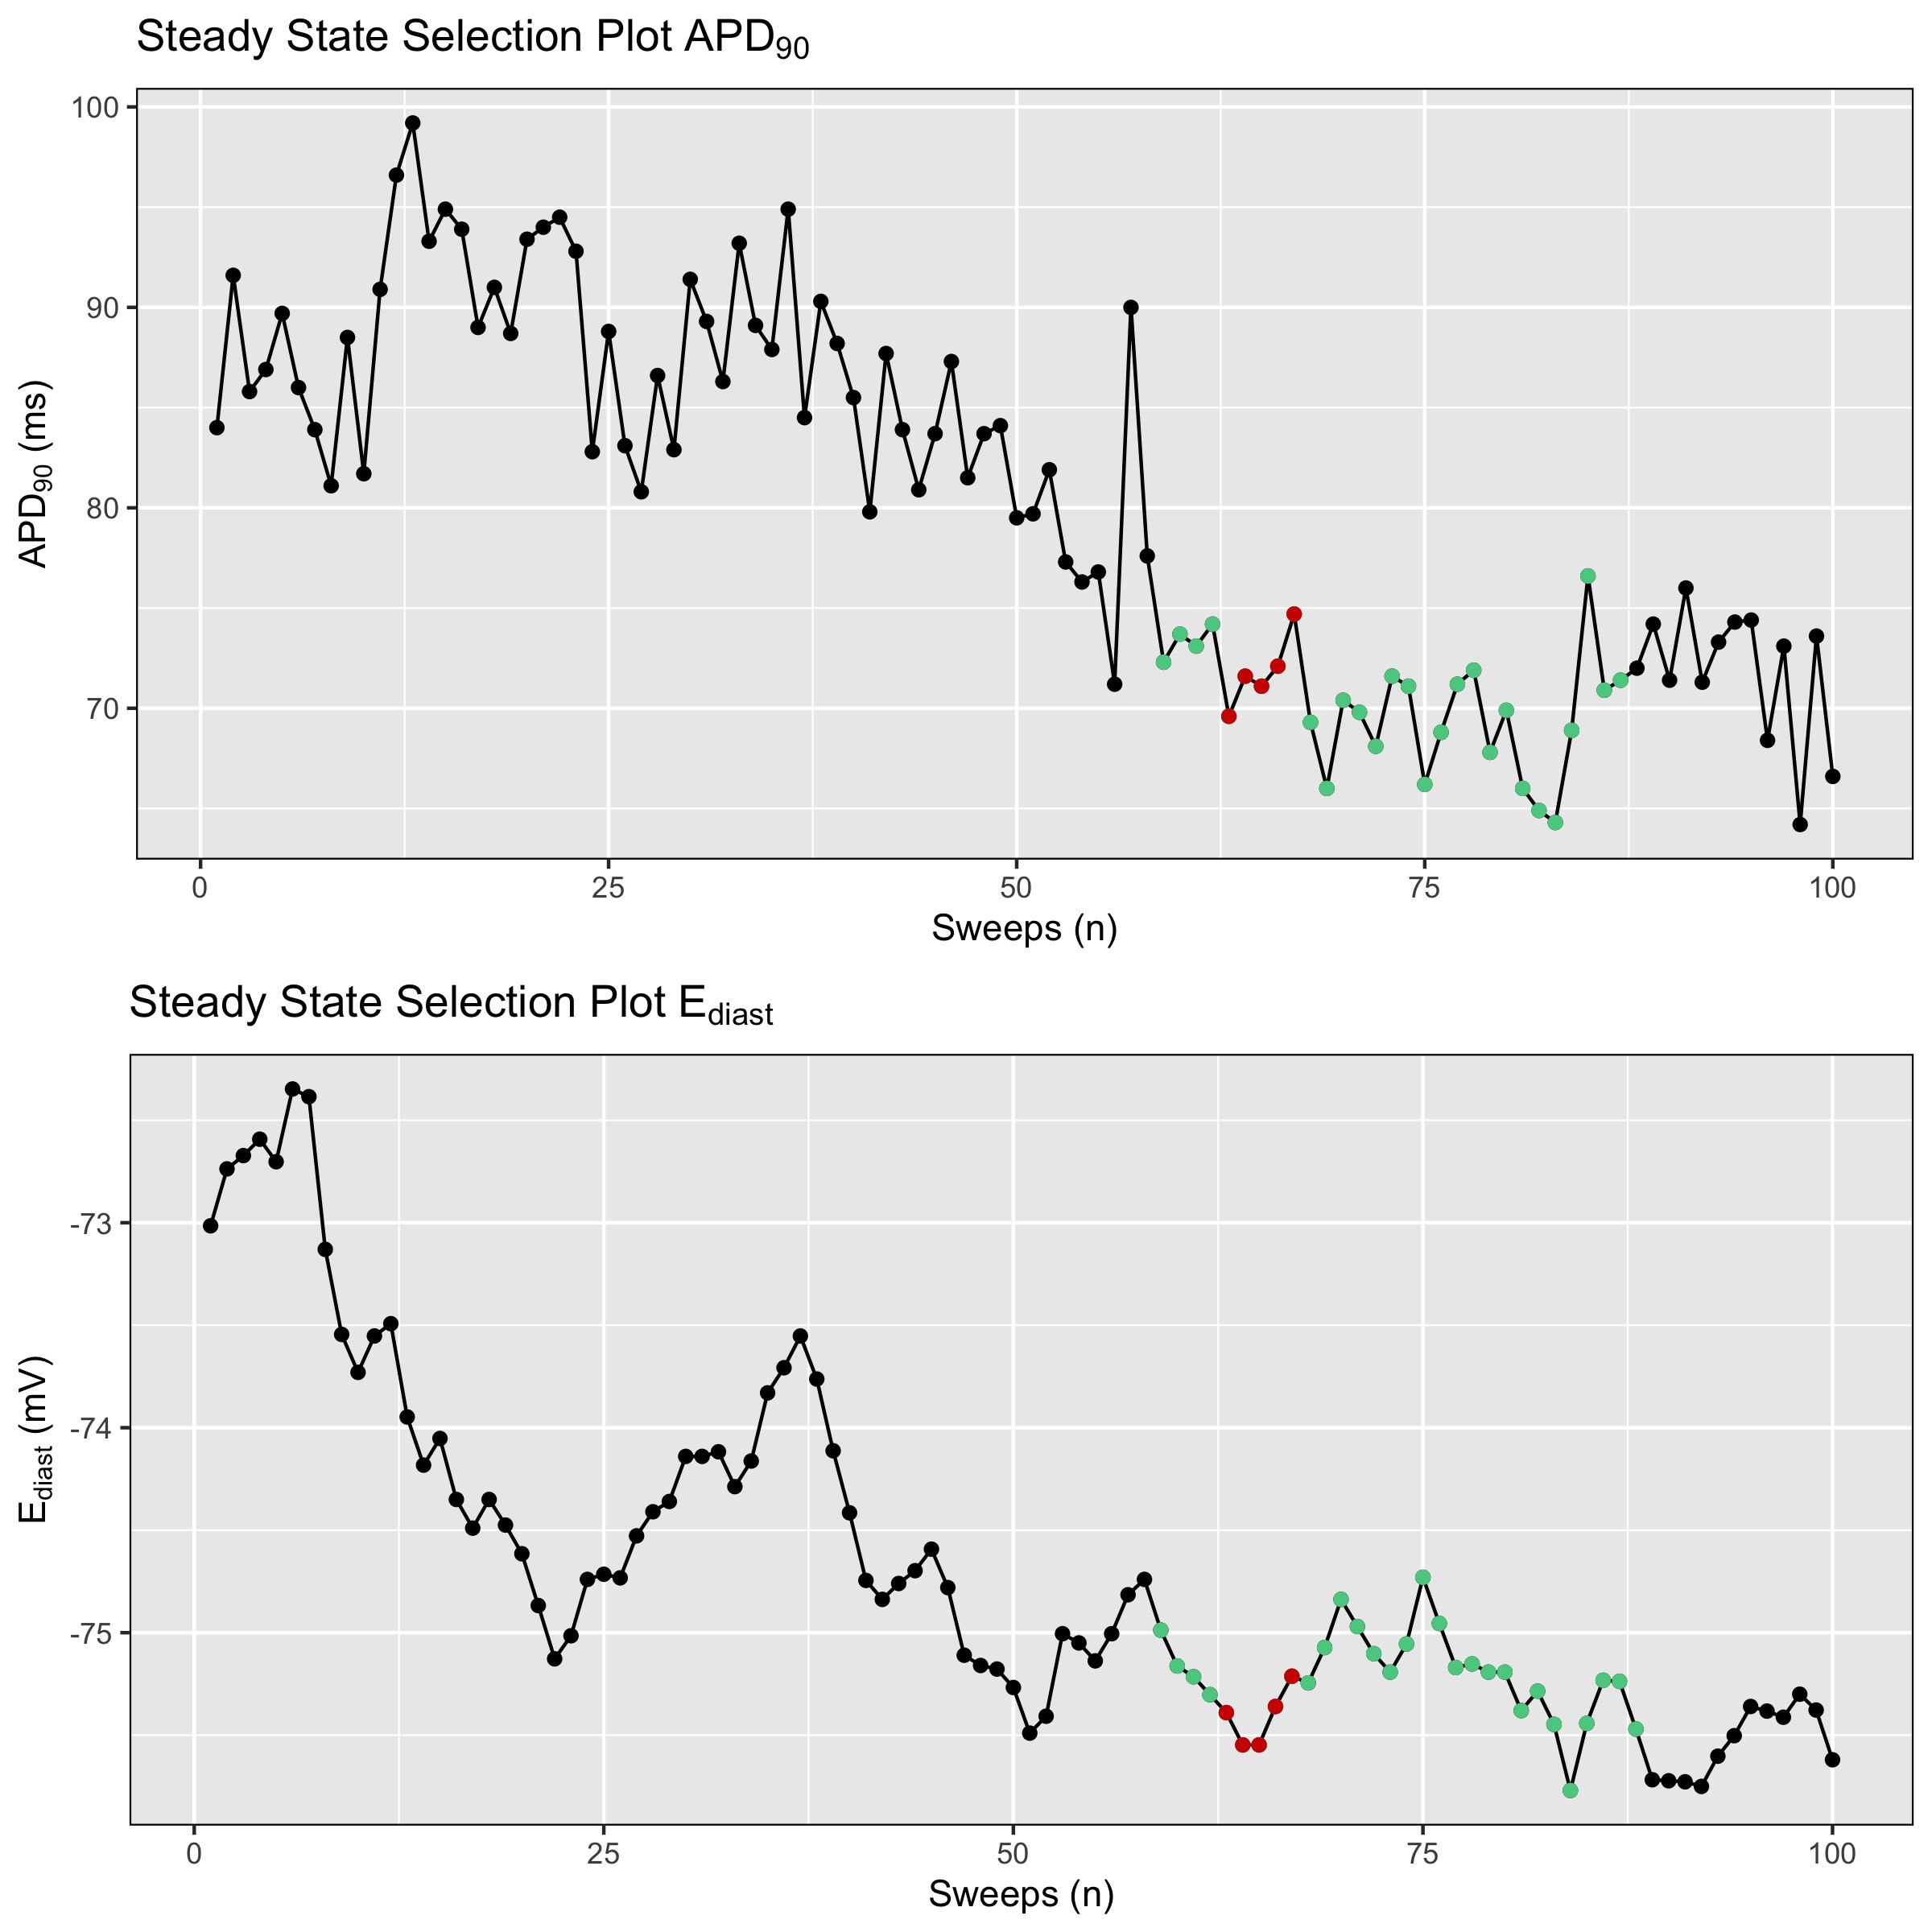 Steady State Selection Plot APD90
100
90
80
70
APD90 (ms)
0 25 50 75 100
Sweeps (n)
Steady State Selection Plot Ediast
-73
-74
-75
Ediast (mV)
0 25 50 75 100
Sweeps (n)